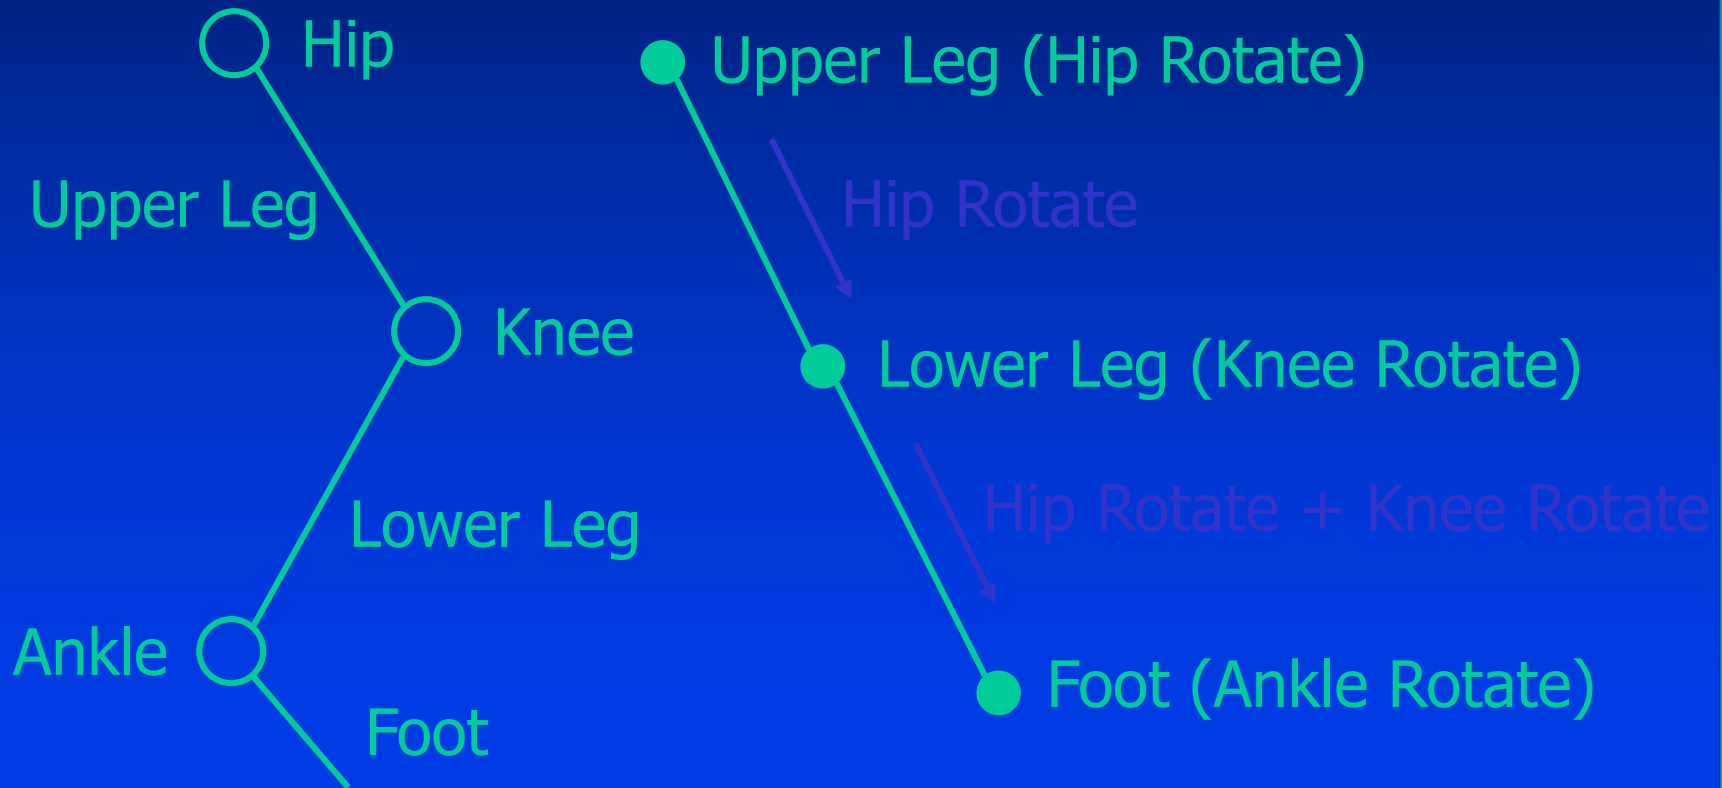 Hip
Upper Leg
Knee
Lower Leg
Ankle
Foot
Upper Leg (Hip Rotate)
Hip Rotate
Lower Leg (Knee Rotate)
Hip Rotate + Knee Rotate
Foot (Ankle Rotate)